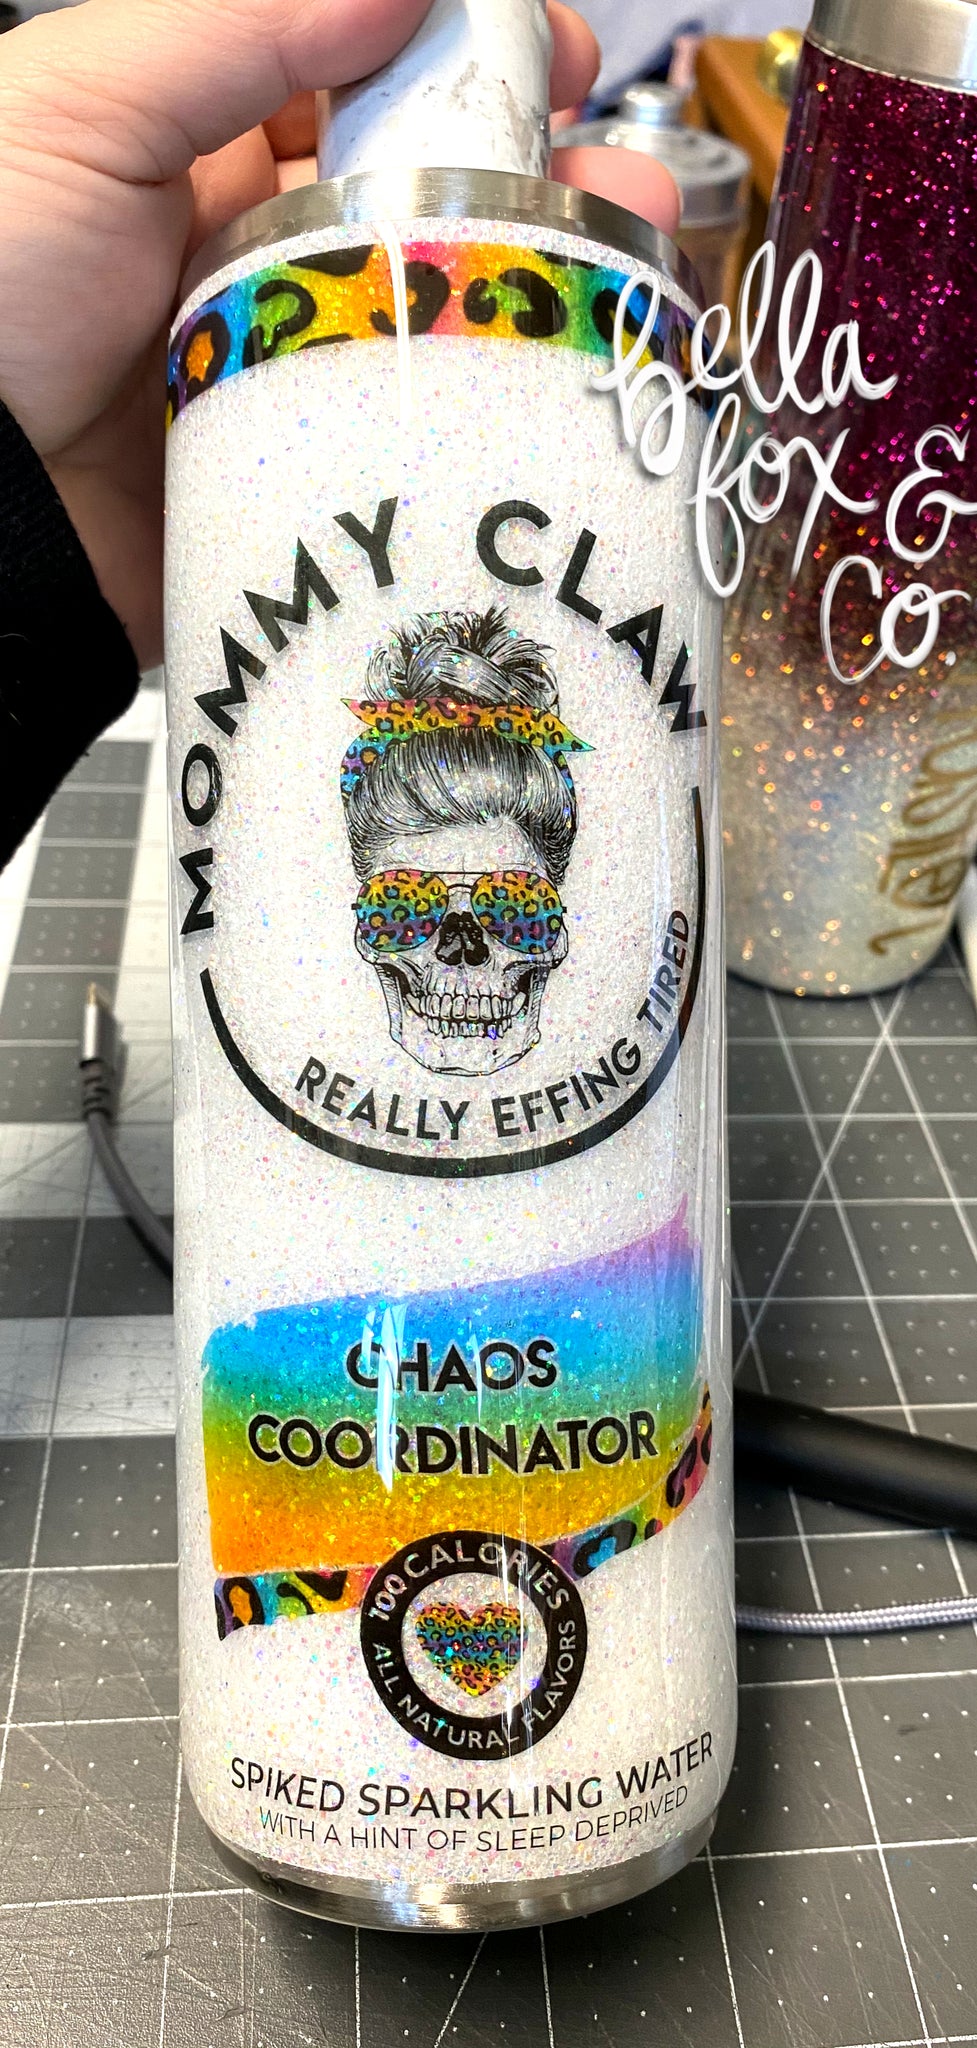 bella
fox &
Co.
MOMMY CLAW
REALLY EFFING TIRED
CHAOS
COORDINATOR
100 CALORIES
ALL NATURAL FLAVORS
SPIKED SPARKLING WATER
WITH A HINT OF SLEEP DEPRIVED